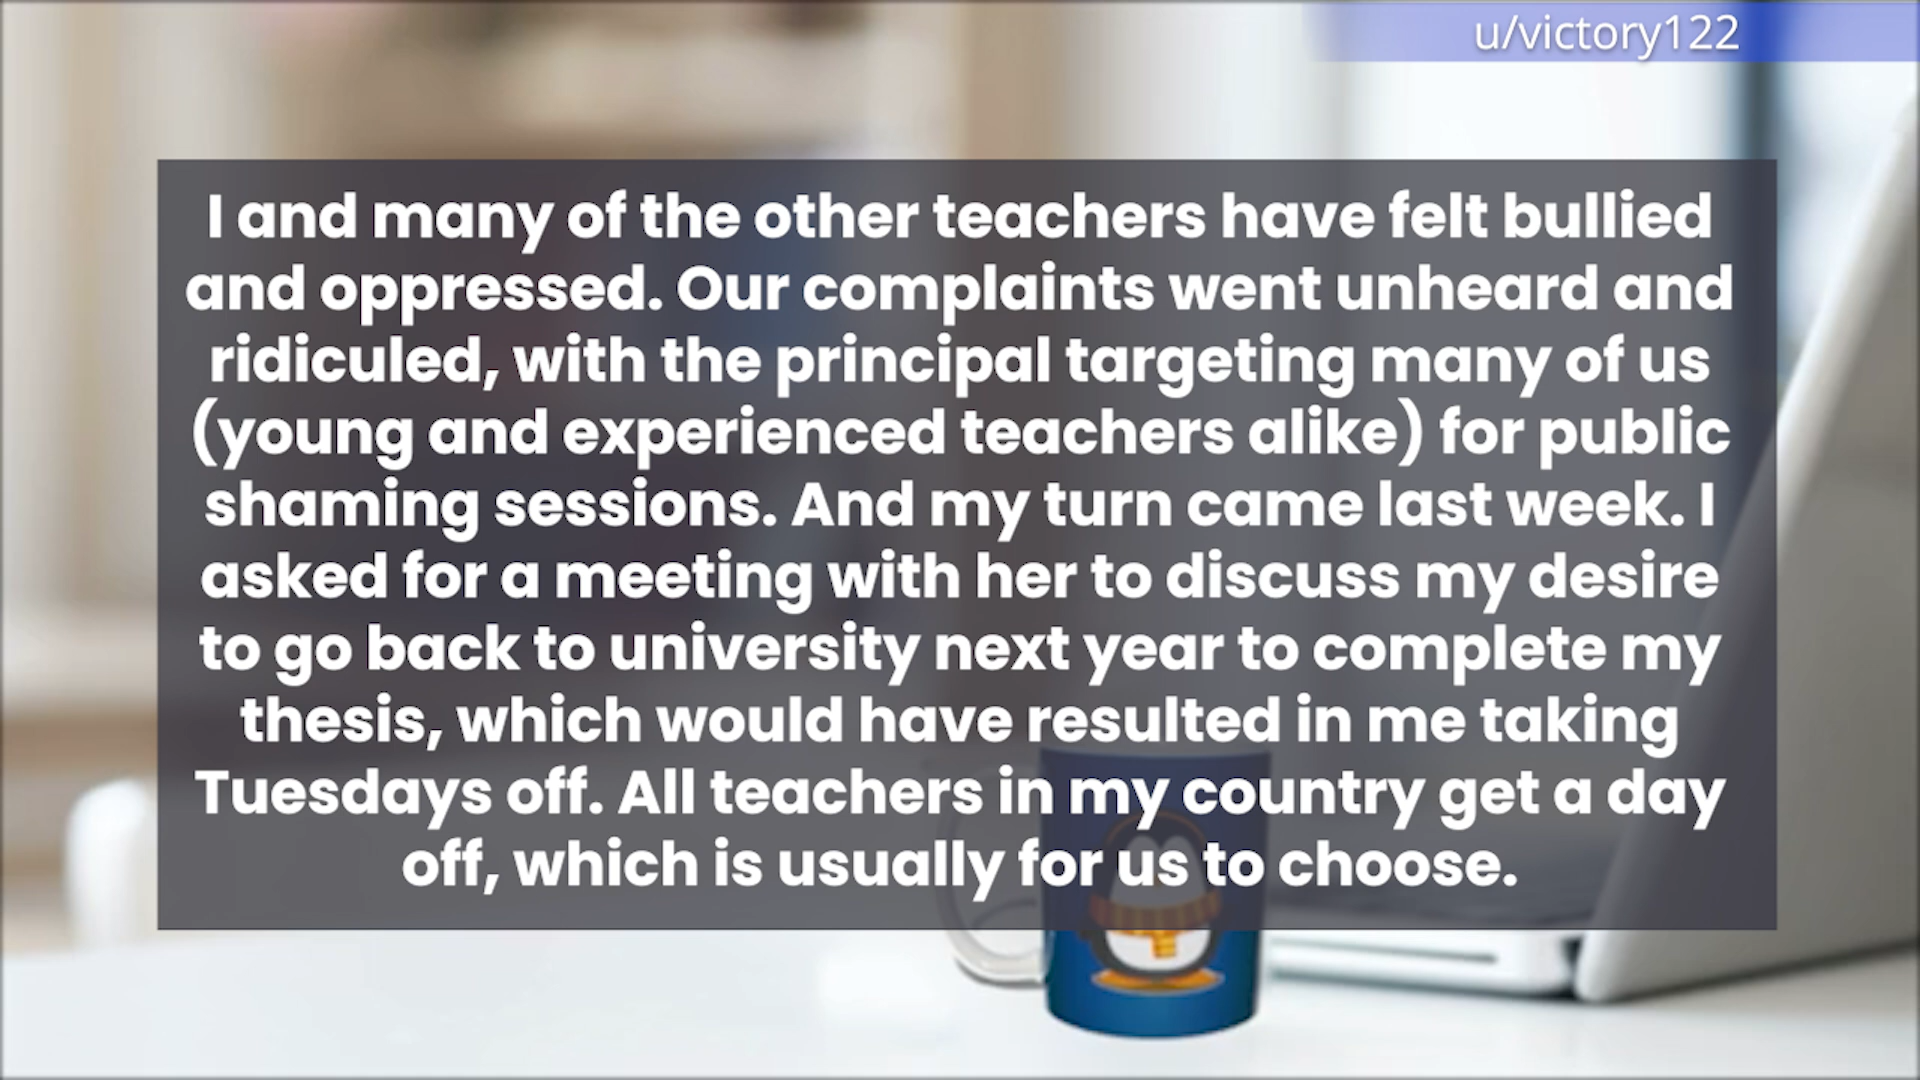 u/victory122
I and many of the other teachers have felt bullied
and oppressed. Our complaints went unheard and
ridiculed, with the principal targeting many of us
(young and experienced teachers alike) for public
shaming sessions. And my turn came last week. I
asked for a meeting with her to discuss my desire
to go back to university next year to complete my
thesis, which would have resulted in me taking
Tuesdays off. All teachers in my country get a day
off, which is usually for us to choose.